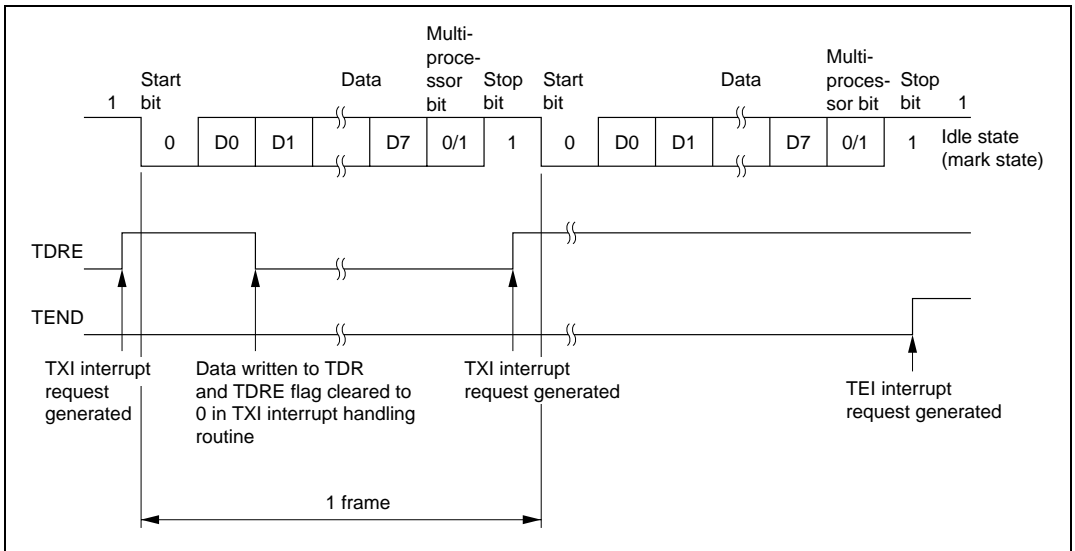 Multi-
proce-
ssor
bit
Start
bit
Data
Stop
bit
Start
bit
Data
Multi-
proces-
sor bit
Stop
bit
1
1
0
D0
D1
D7
0/1
1
0
D0
D1
D7
0/1
1
Idle state
(mark state)
TDRE
TEND
TXI interrupt
request
generated
Data written to TDR
and TDRE flag cleared to
0 in TXI interrupt handling
routine
TXI interrupt
request generated
TEI interrupt
request generated
1 frame